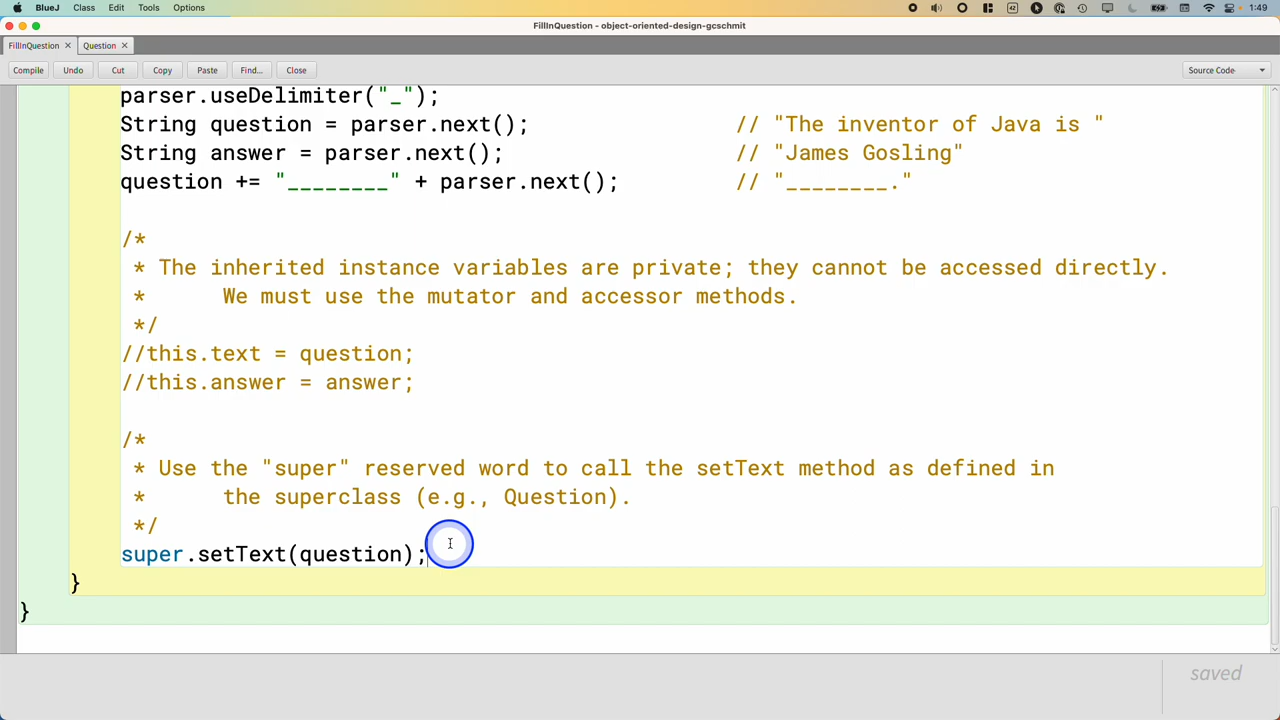 BlueJ Class Edit Tools Options 42 1:49
FillInQuestion - object-oriented-design-gcschmit
FillInQuestion × Question ×
Compile Undo Cut Copy Paste Find... Close Source Code
parser.useDelimiter("_");
String question = parser.next(); // "The inventor of Java is "
String answer = parser.next(); // "James Gosling"
question += "________" + parser.next(); // "________."
/*
* The inherited instance variables are private; they cannot be accessed directly.
* We must use the mutator and accessor methods.
*/
//this.text = question;
//this.answer = answer;
/*
* Use the "super" reserved word to call the setText method as defined in
* the superclass (e.g., Question).
*/
super.setText(question);
}
}
saved